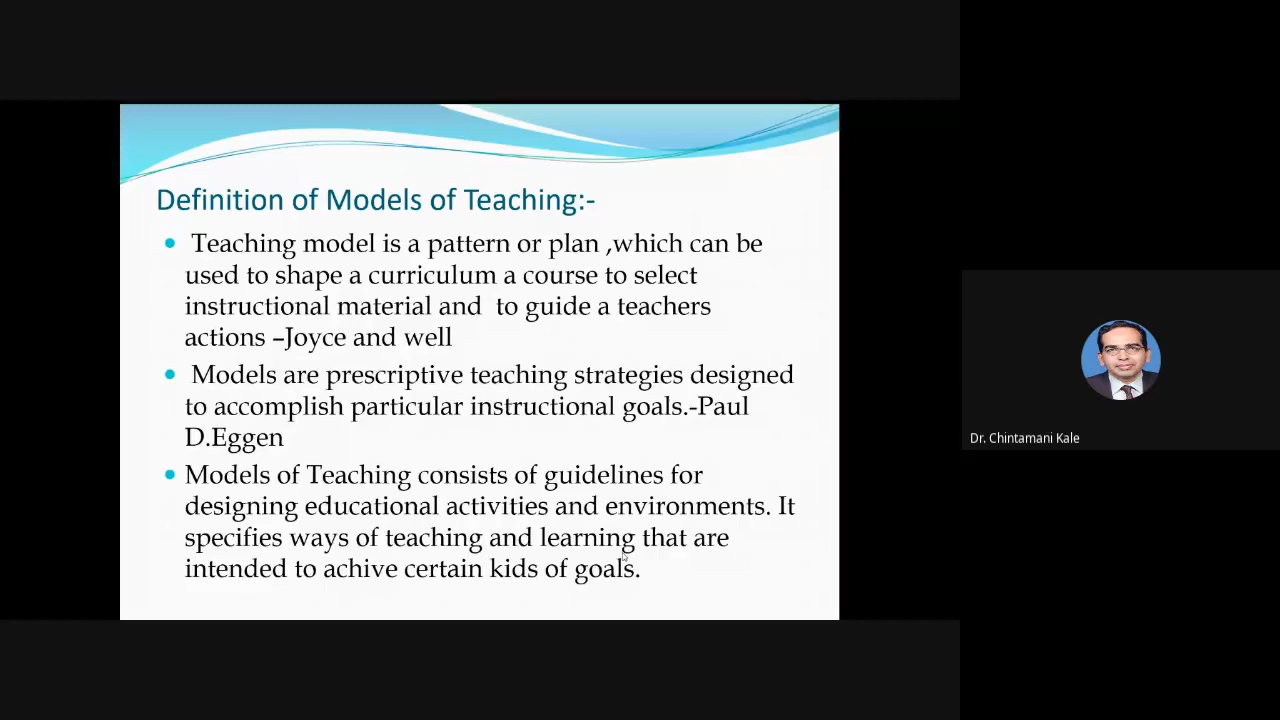 Definition of Models of Teaching:-
Teaching model is a pattern or plan ,which can be
used to shape a curriculum a course to select
instructional material and  to guide a teachers
actions –Joyce and well
Models are prescriptive teaching strategies designed
to accomplish particular instructional goals.-Paul
D.Eggen
Models of Teaching consists of guidelines for
designing educational activities and environments. It
specifies ways of teaching and learning that are
intended to achive certain kids of goals.
Dr. Chintamani Kale